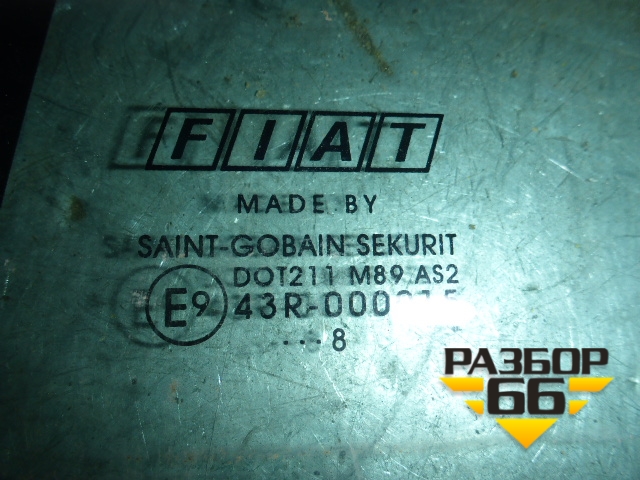 FIAT
MADE BY
SAINT-GOBAIN SEKURIT
DOT211 M89 AS2
E9
···8
РАЗБОР
66